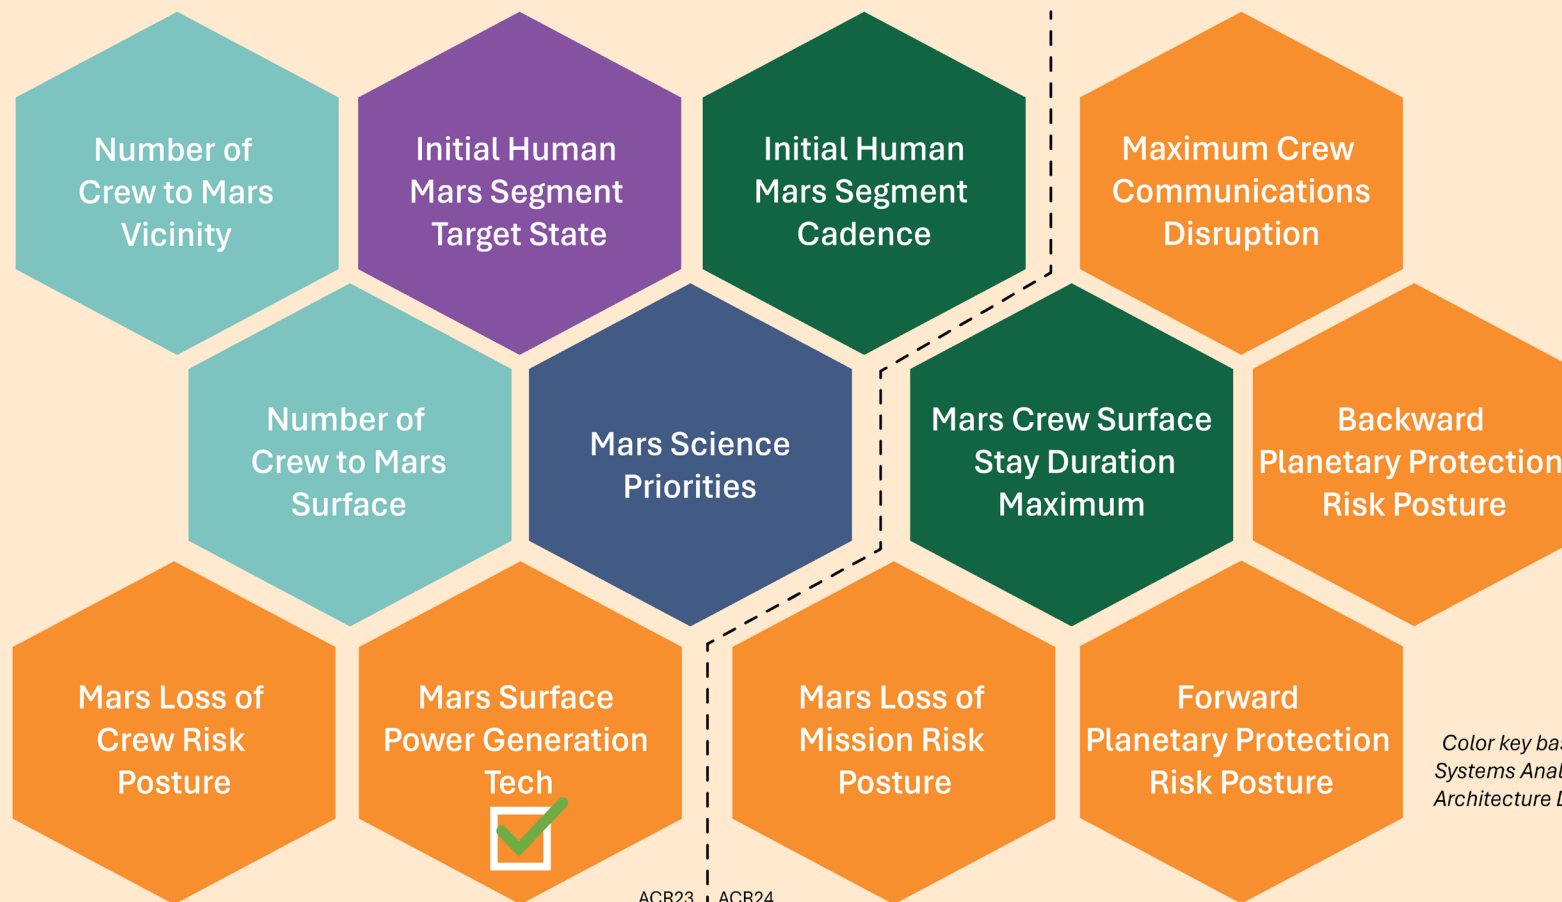 Number of
Crew to Mars
Vicinity
Initial Human
Mars Segment
Target State
Initial Human
Mars Segment
Cadence
Maximum Crew
Communications
Disruption
Number of
Crew to Mars
Surface
Mars Science
Priorities
Mars Crew Surface
Stay Duration
Maximum
Backward
Planetary Protection
Risk Posture
Mars Loss of
Crew Risk
Posture
Mars Surface
Power Generation
Tech
Mars Loss of
Mission Risk
Posture
Forward
Planetary Protection
Risk Posture
Color key
Systems
Architecture
ACR23
ACR24